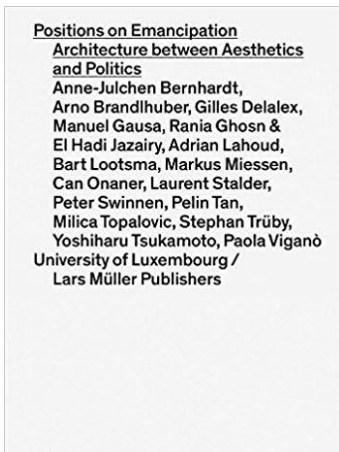 Positions on Emancipation
Architecture between Aesthetics
and Politics
Anne-Julchen Bernhardt,
Arno Brandlhuber, Gilles Delalex,
Manuel Gausa, Rania Ghosn &
El Hadi Jazairy, Adrian Lahoud,
Bart Lootsma, Markus Miessen,
Can Onaner, Laurent Stalder,
Peter Swinnen, Pelin Tan,
Milica Topalovic, Stephan Trüby,
Yoshiharu Tsukamoto, Paola Viganò
University of Luxembourg /
Lars Müller Publishers